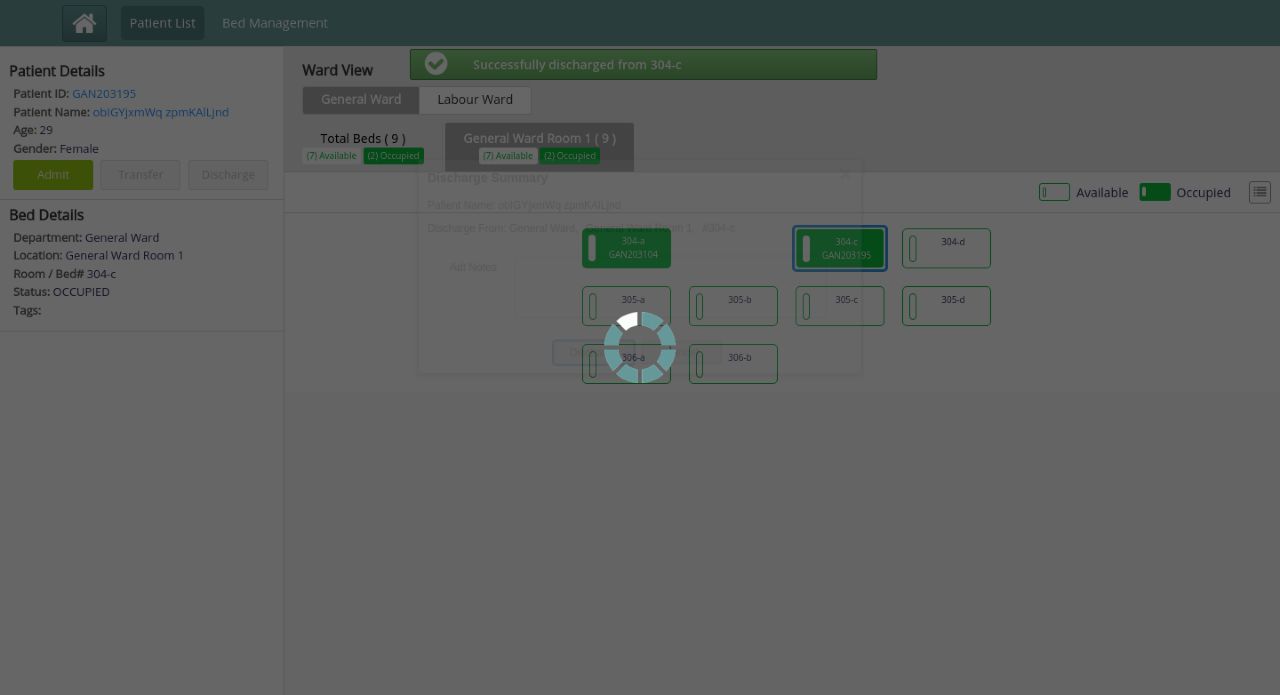 Patient List
Bed Management
Patient Details
Patient ID: GAN203195
Patient Name: obIGYjxmWq zpmKAlLjnd
Age: 29
Gender: Female
Admit
Transfer
Discharge
Bed Details
Department: General Ward
Location: General Ward Room 1
Room / Bed# 304-c
Status: OCCUPIED
Tags:
Successfully discharged from 304-c
Ward View
General Ward
Labour Ward
Total Beds ( 9 )
(7) Available
(2) Occupied
General Ward Room 1 ( 9 )
(7) Available
(2) Occupied
Available
Occupied
Discharge Summary
Patient Name: obIGYjxmWq zpmKAlLjnd
Discharge From: General Ward, General Ward Room 1, #304-c
Adt Notes
304-a
GAN203104
304-c
GAN203195
304-d
305-a
305-b
305-c
305-d
306-a
306-b